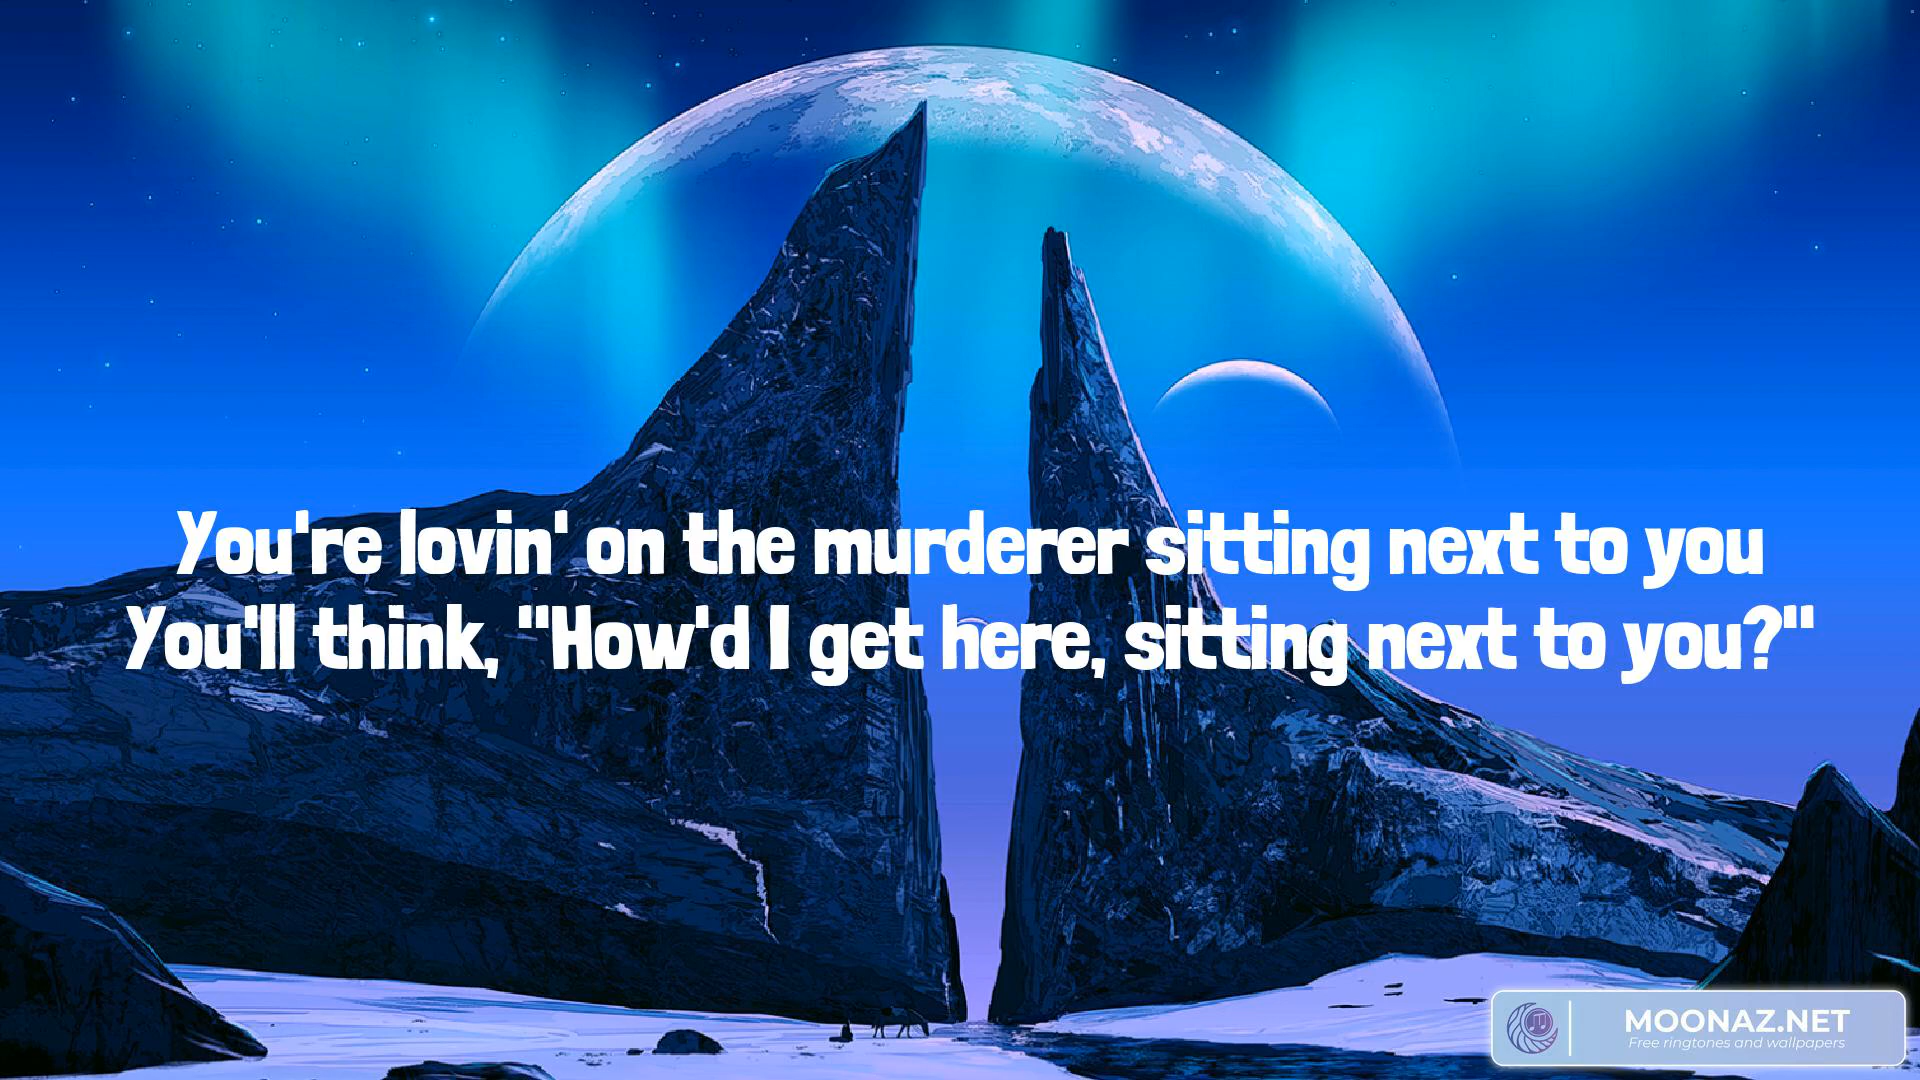 You're lovin' on the murderer sitting next to you
You'll think, "How'd I get here, sitting next to you?"
MOONAZ.NET
Free ringtones and wallpapers